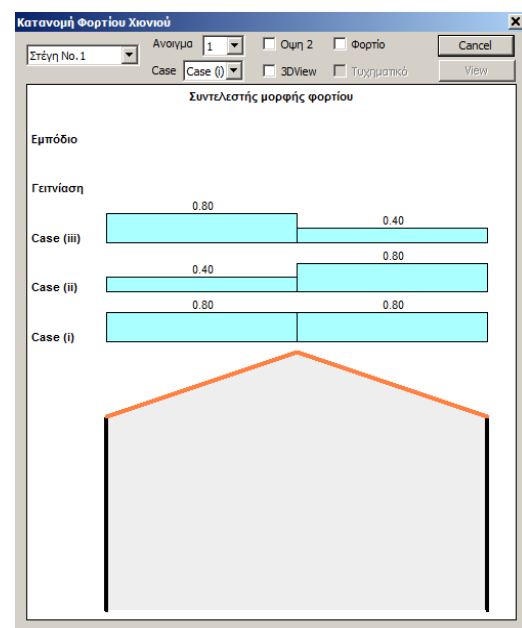 Κατανομή Φορτίου Χιονιού
Στέγη No.1
Ανοιγμα 1
Οψη 2
Φορτίο
Cancel
Case Case (i)
3DView
Τυχηματικό
View
Συντελεστής μορφής φορτίου
Εμπόδιο
Γειτνίαση
0.80
0.40
Case (iii)
0.40
0.80
Case (ii)
0.80
0.80
Case (i)